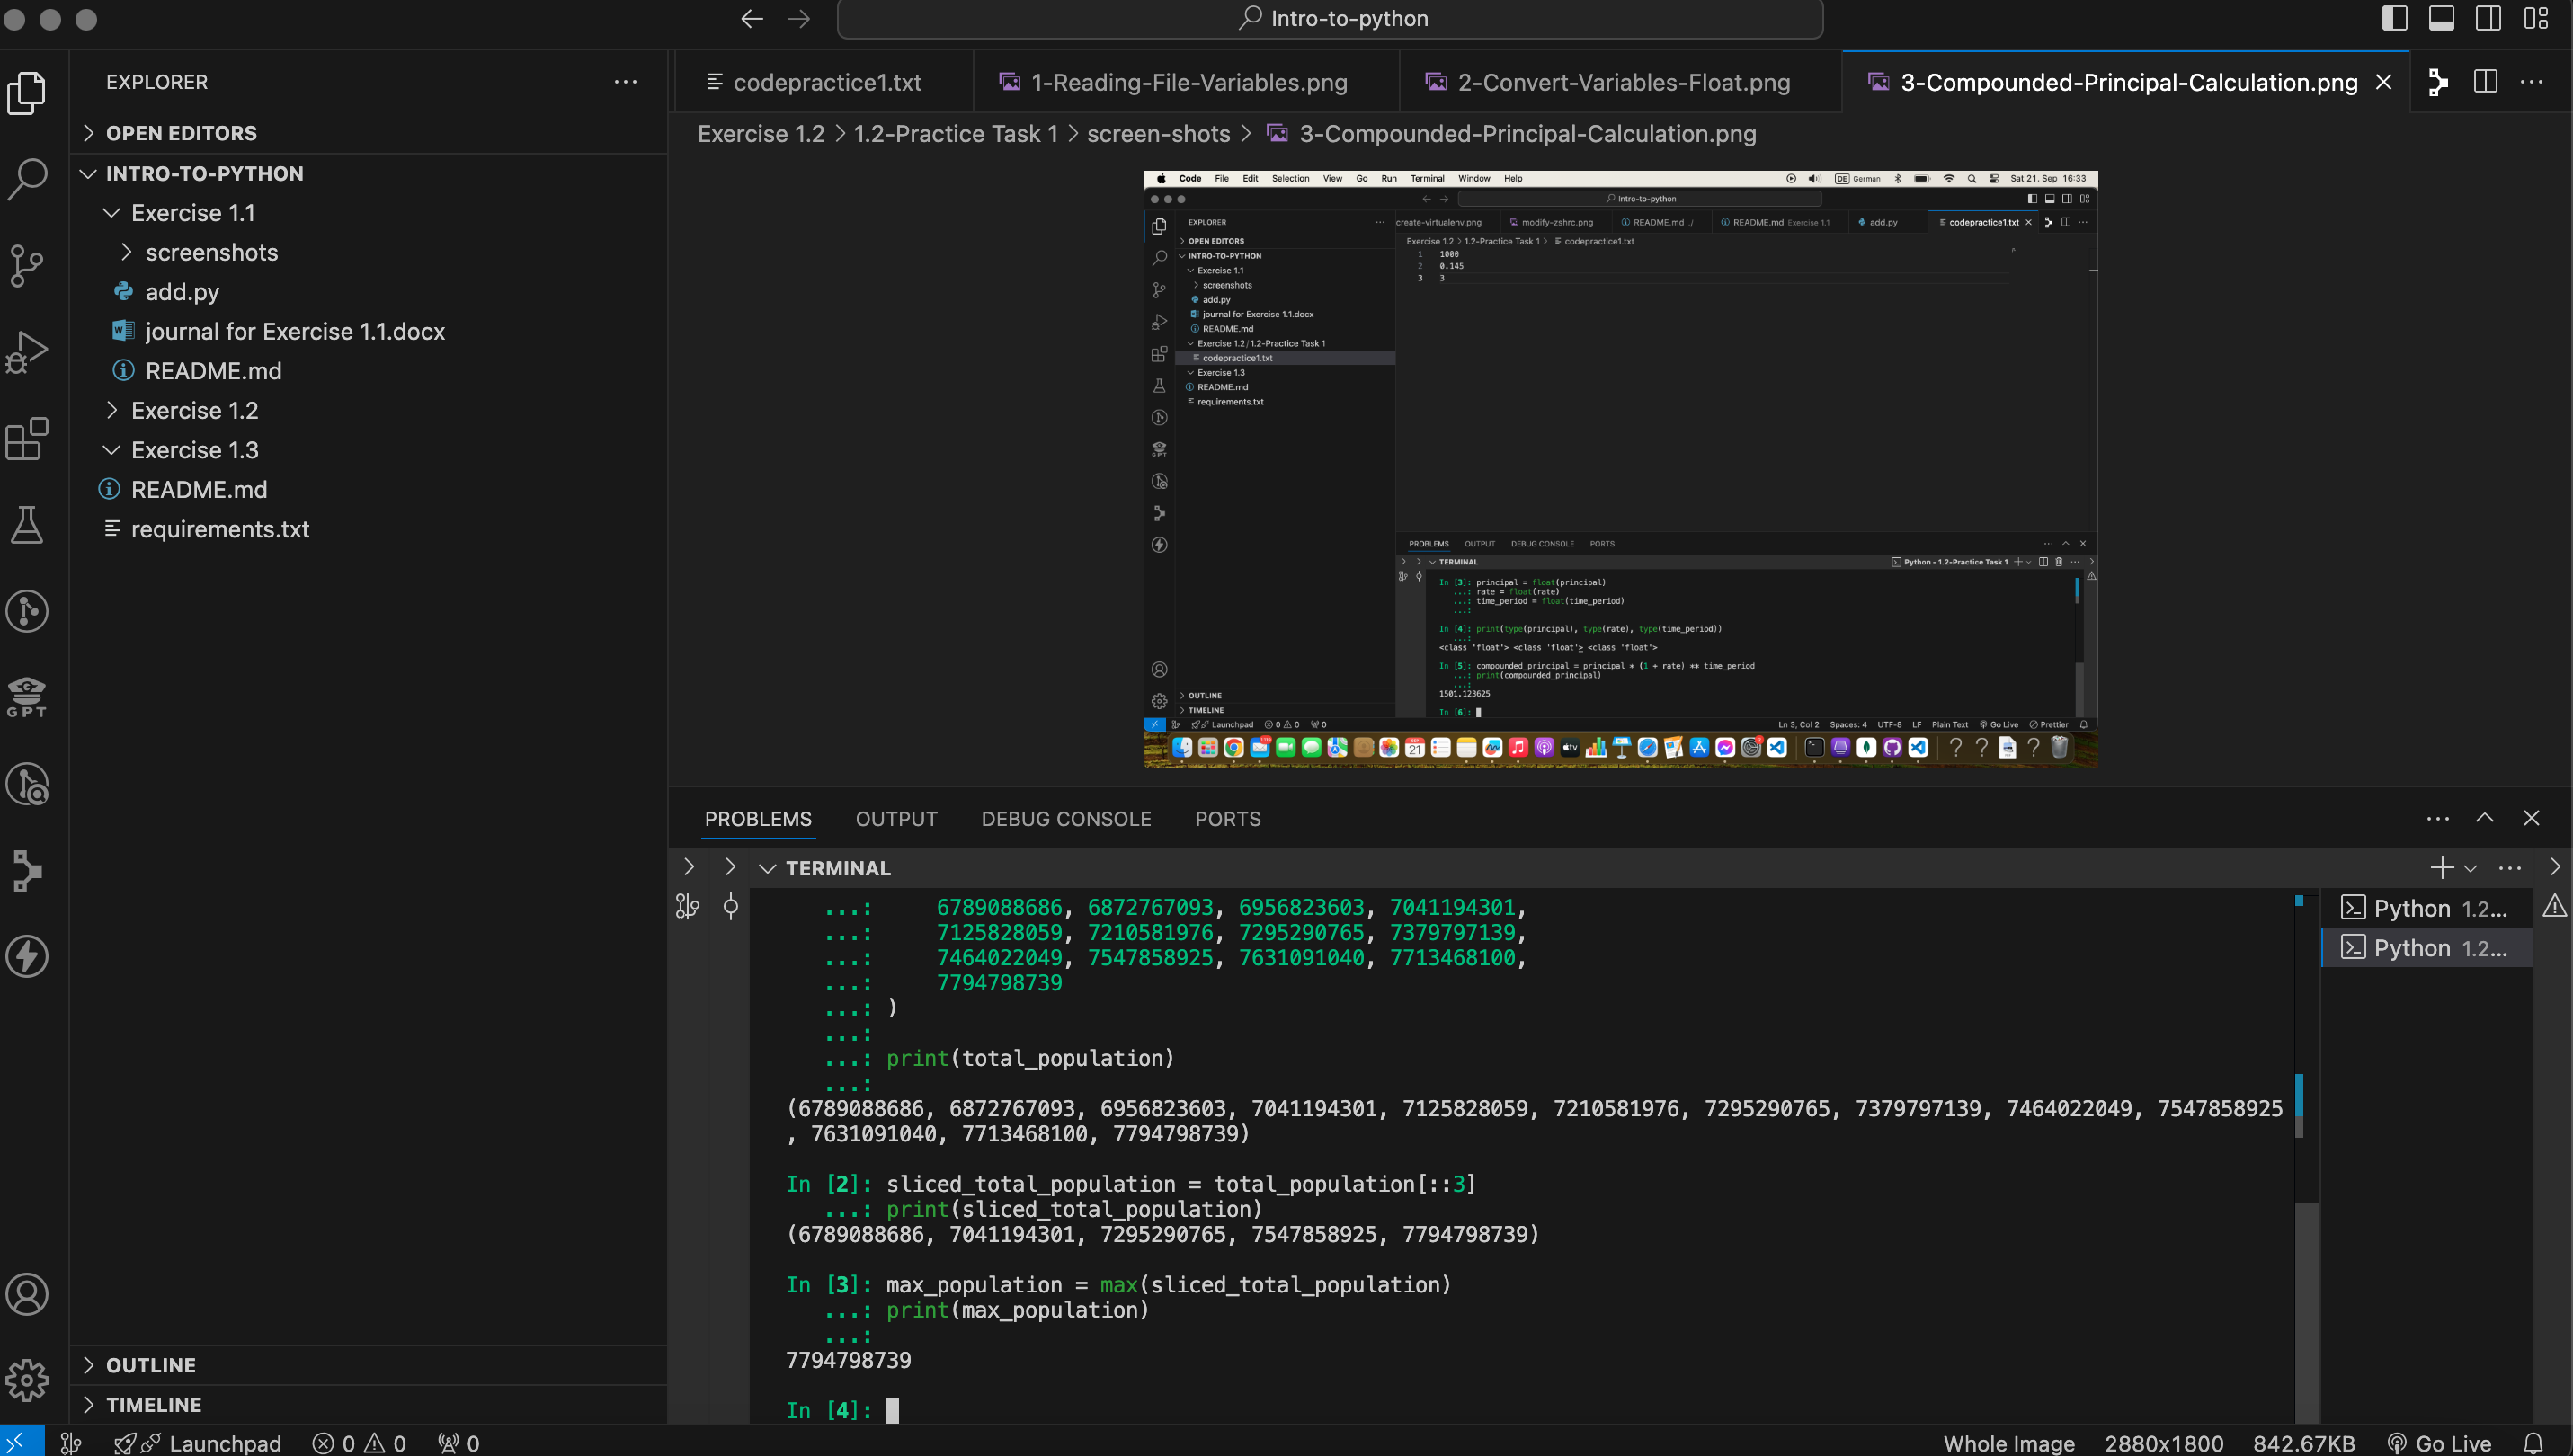 Intro-to-python
EXPLORER
OPEN EDITORS
INTRO-TO-PYTHON
Exercise 1.1
screenshots
add.py
journal for Exercise 1.1.docx
README.md
Exercise 1.2
Exercise 1.3
README.md
requirements.txt
OUTLINE
TIMELINE
GPT
codepractice1.txt
1-Reading-File-Variables.png
2-Convert-Variables-Float.png
3-Compounded-Principal-Calculation.png
Exercise 1.2 > 1.2-Practice Task 1 > screen-shots > 3-Compounded-Principal-Calculation.png
Code File Edit Selection View Go Run Terminal Window Help
DE German Sat 21. Sep 16:33
Intro-to-python
EXPLORER
OPEN EDITORS
INTRO-TO-PYTHON
Exercise 1.1
screenshots
add.py
journal for Exercise 1.1.docx
README.md
Exercise 1.2 / 1.2-Practice Task 1
codepractice1.txt
Exercise 1.3
README.md
requirements.txt
OUTLINE
TIMELINE
create-virtualenv.png modify-zshrc.png README.md ./ README.md Exercise 1.1 add.py codepractice1.txt
Exercise 1.2 > 1.2-Practice Task 1 > codepractice1.txt
1 1000
2 0.145
3 3
PROBLEMS OUTPUT DEBUG CONSOLE PORTS
TERMINAL
Python - 1.2-Practice Task 1
In [3]: principal = float(principal)
...: rate = float(rate)
...: time_period = float(time_period)
...:
In [4]: print(type(principal), type(rate), type(time_period))
...:
<class 'float'> <class 'float'> <class 'float'>
In [5]: compounded_principal = principal * (1 + rate) ** time_period
...: print(compounded_principal)
...:
1501.123625
In [6]:
Launchpad 0 0 0
Ln 3, Col 2 Spaces: 4 UTF-8 LF Plain Text Go Live Prettier
PROBLEMS OUTPUT DEBUG CONSOLE PORTS
TERMINAL
Python 1.2...
Python 1.2...
...: 6789088686, 6872767093, 6956823603, 7041194301,
...: 7125828059, 7210581976, 7295290765, 7379797139,
...: 7464022049, 7547858925, 7631091040, 7713468100,
...: 7794798739
...: )
...:
...: print(total_population)
...:
(6789088686, 6872767093, 6956823603, 7041194301, 7125828059, 7210581976, 7295290765, 7379797139, 7464022049, 7547858925
, 7631091040, 7713468100, 7794798739)
In [2]: sliced_total_population = total_population[::3]
...: print(sliced_total_population)
(6789088686, 7041194301, 7295290765, 7547858925, 7794798739)
In [3]: max_population = max(sliced_total_population)
...: print(max_population)
...:
7794798739
In [4]:
Launchpad 0 0 0
Whole Image 2880x1800 842.67KB Go Live